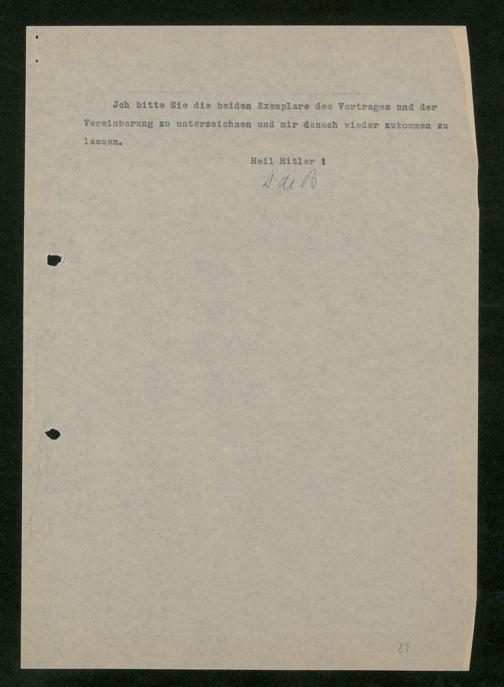 Jch bitte Sie die beiden Exemplare des Vertrages und der
Vereinbarung zu unterzeichnen und mir danach wieder zukommen zu
lassen.
Heil Hitler !
D de B